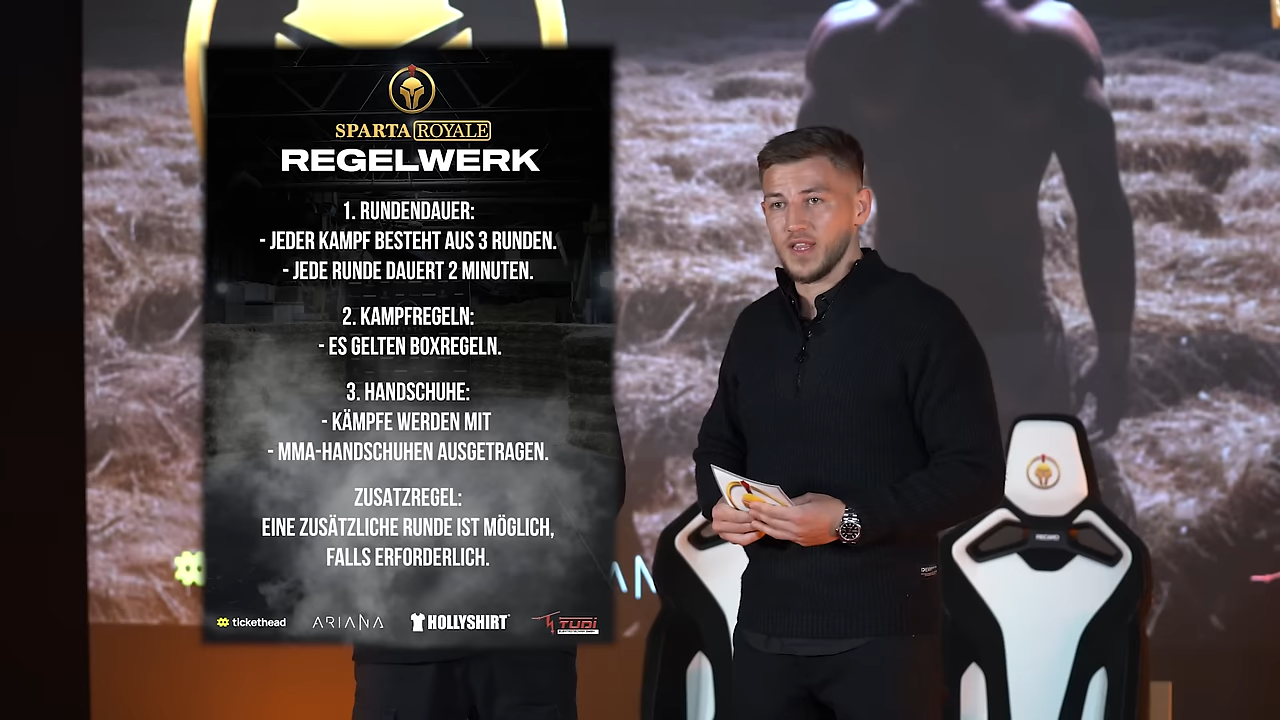 SPARTA ROYALE
REGELWERK
1. RUNDENDAUER:
- JEDER KAMPF BESTEHT AUS 3 RUNDEN.
- JEDE RUNDE DAUERT 2 MINUTEN.
2. KAMPFREGELN:
- ES GELTEN BOXREGELN.
3. HANDSCHUHE:
- KÄMPFE WERDEN MIT
- MMA-HANDSCHUHEN AUSGETRAGEN.
ZUSATZREGEL:
EINE ZUSÄTZLICHE RUNDE IST MÖGLICH,
FALLS ERFORDERLICH.
tickethead ARIANA HOLLYSHIRT TUDI
RECARO